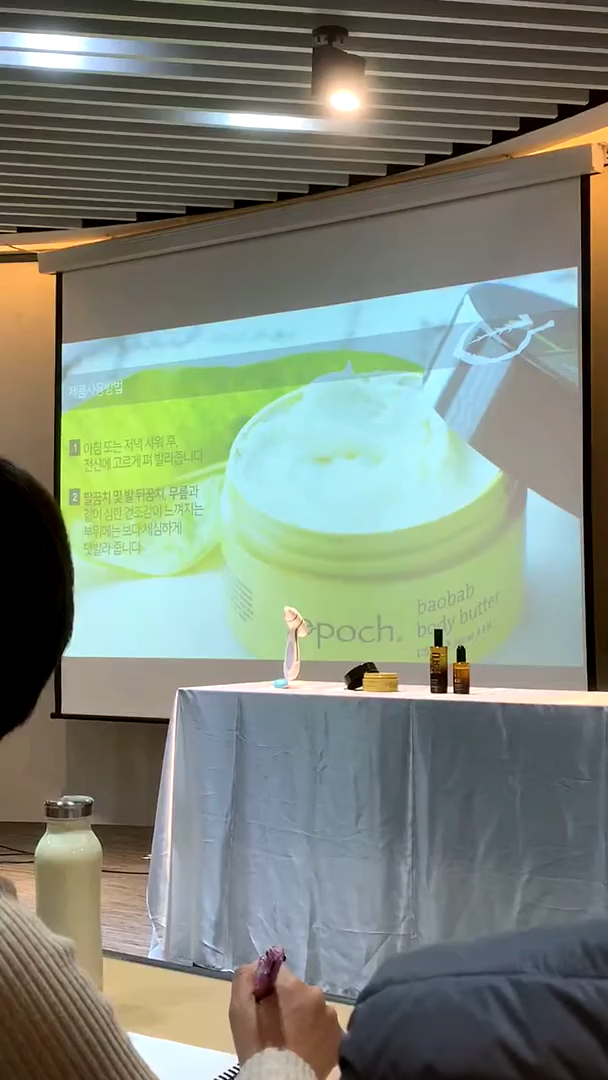 제품사용방법
1 아침 또는 저녁 샤워 후,
전신에 고르게 펴 발라줍니다
2 팔꿈치 및 발 뒤꿈치, 무릎과
같이 심한 건조감이 느껴지는
부위에는 보다 세심하게
덧발라 줍니다
poch.
baobab
body butter